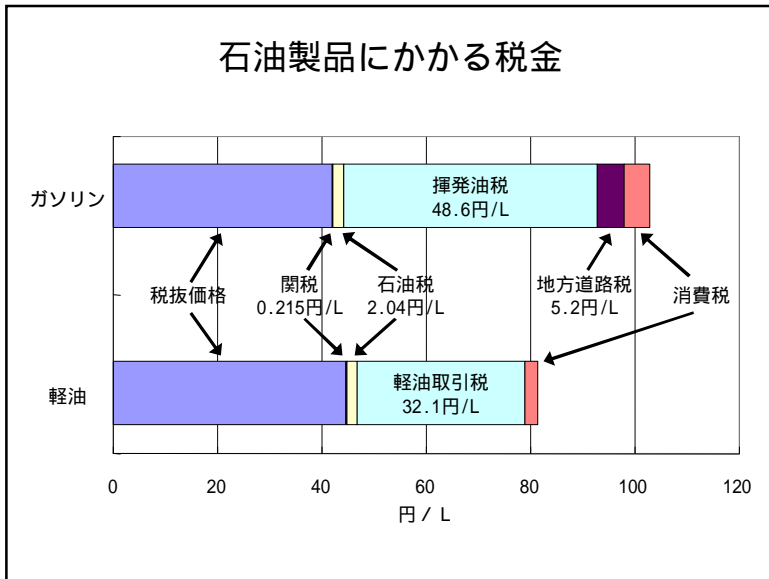 石油製品にかかる税金
ガソリン
揮発油税
48.6円/L
税抜価格
関税
0.215円/L
石油税
2.04円/L
地方道路税
5.2円/L
消費税
軽油
軽油取引税
32.1円/L
0 20 40 60 80 100 120
円 / L